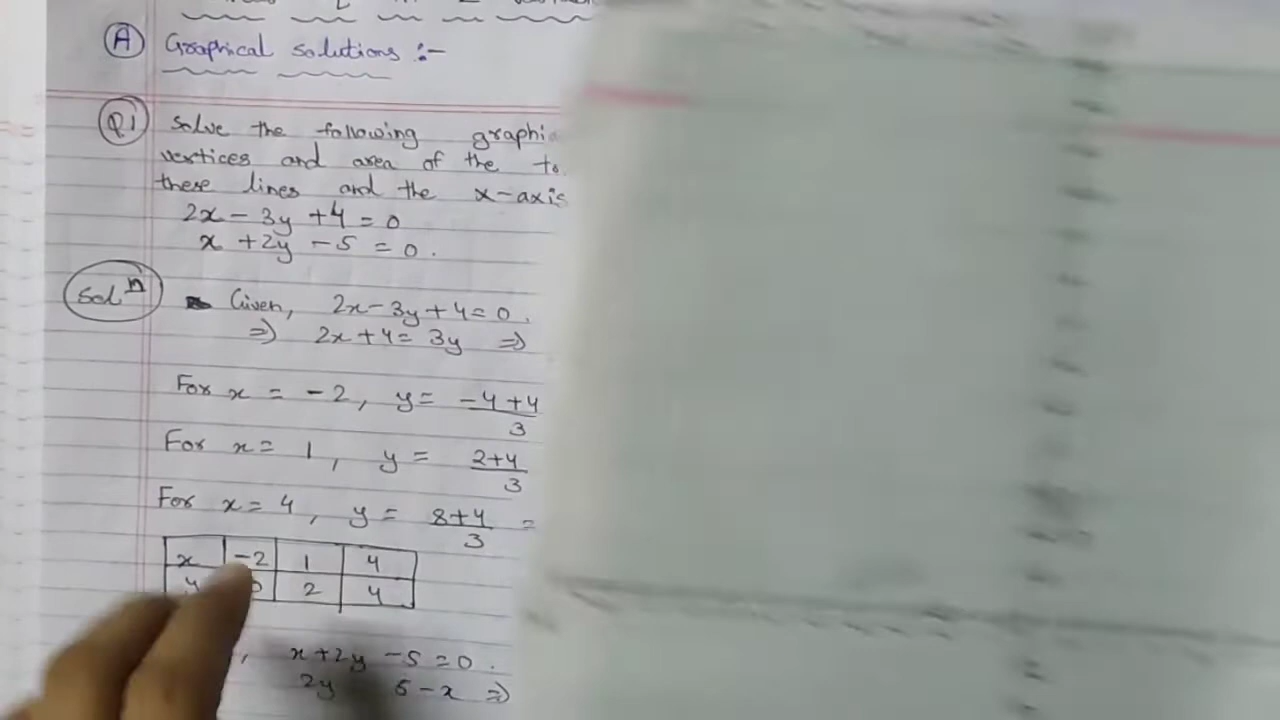 (A) Graphical solutions :-
(Q1) Solve the following
vertices and area of the
these lines and the x-axis
2x - 3y + 4 = 0
x + 2y - 5 = 0.
Solⁿ Given, 2x - 3y + 4 = 0.
⇒) 2x + 4 = 3y ⇒)
For x = -2, y = (-4+4)/3
For x = 1, y = (2+4)/3
For x = 4, y = (8+4)/3 =
x -2 1 4
y 2 4
, x + 2y - 5 = 0.
2y 5 - x ⇒)